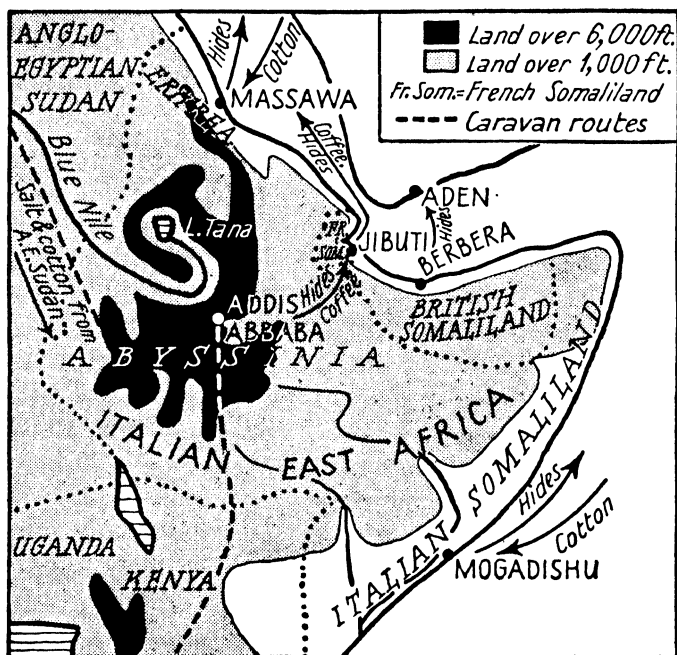 ANGLO-
EGYPTIAN
SUDAN
ERITREA
Hides
Cotton
MASSAWA
Land over 6,000ft.
Land over 1,000 ft.
Fr. Som.=French Somaliland
Caravan routes
Blue Nile
L. Tana
Salt & cotton from
A.E. Sudan
Coffee.
Hides
ADEN
Hides
FR.
SOM.
JIBUTI
BERBERA
ADDIS
ABBABA
Hides
Coffee
BRITISH
SOMALILAND
ABYSSINIA
ITALIAN EAST AFRICA
ITALIAN SOMALILAND
Hides
Cotton
MOGADISHU
UGANDA
KENYA